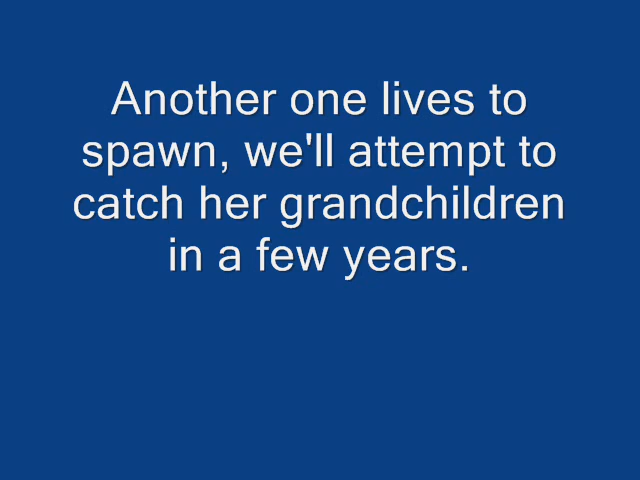 Another one lives to
spawn, we'll attempt to
catch her grandchildren
in a few years.